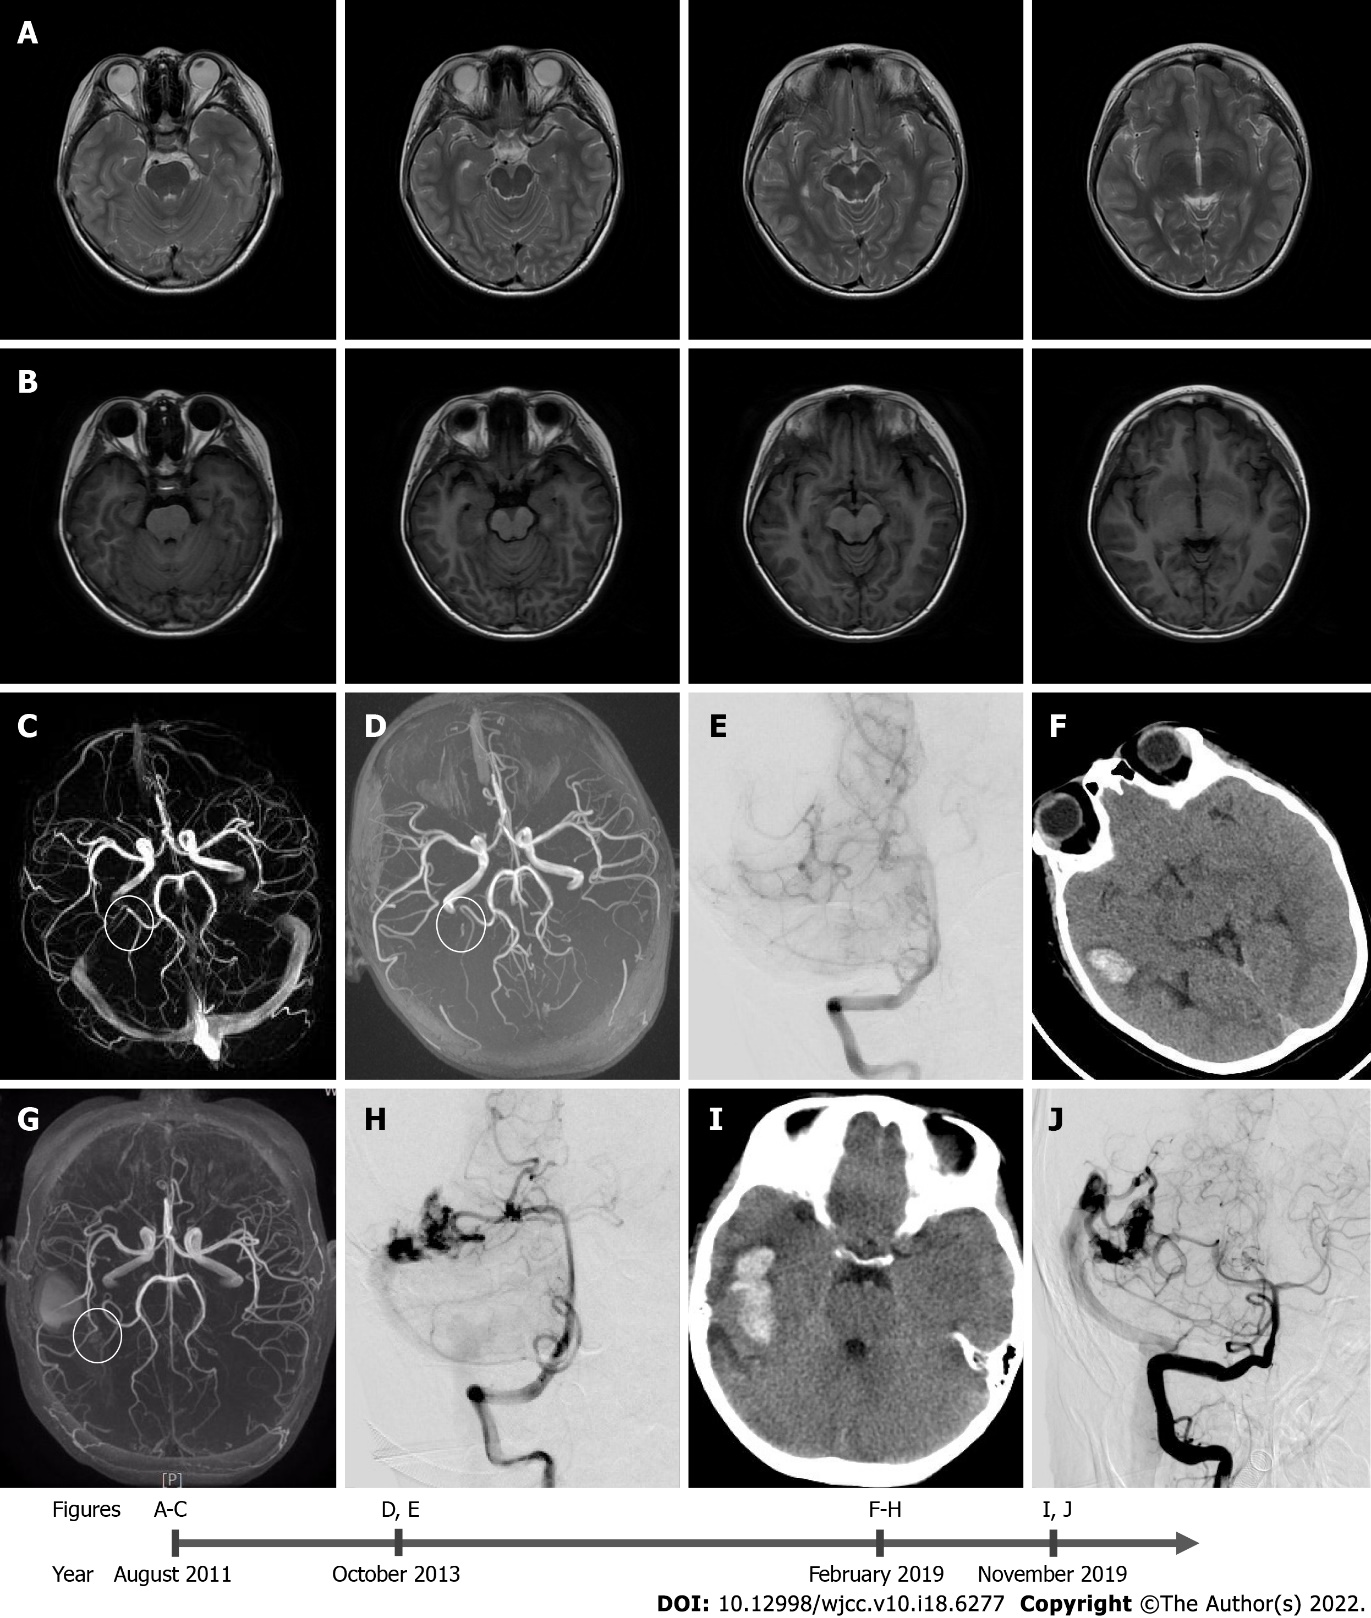 A
B
C D E F
W
G H I J
[P]
Figures A-C D, E F-H I, J
Year August 2011 October 2013 February 2019 November 2019
DOI: 10.12998/wjcc.v10.i18.6277 Copyright ©The Author(s) 2022.